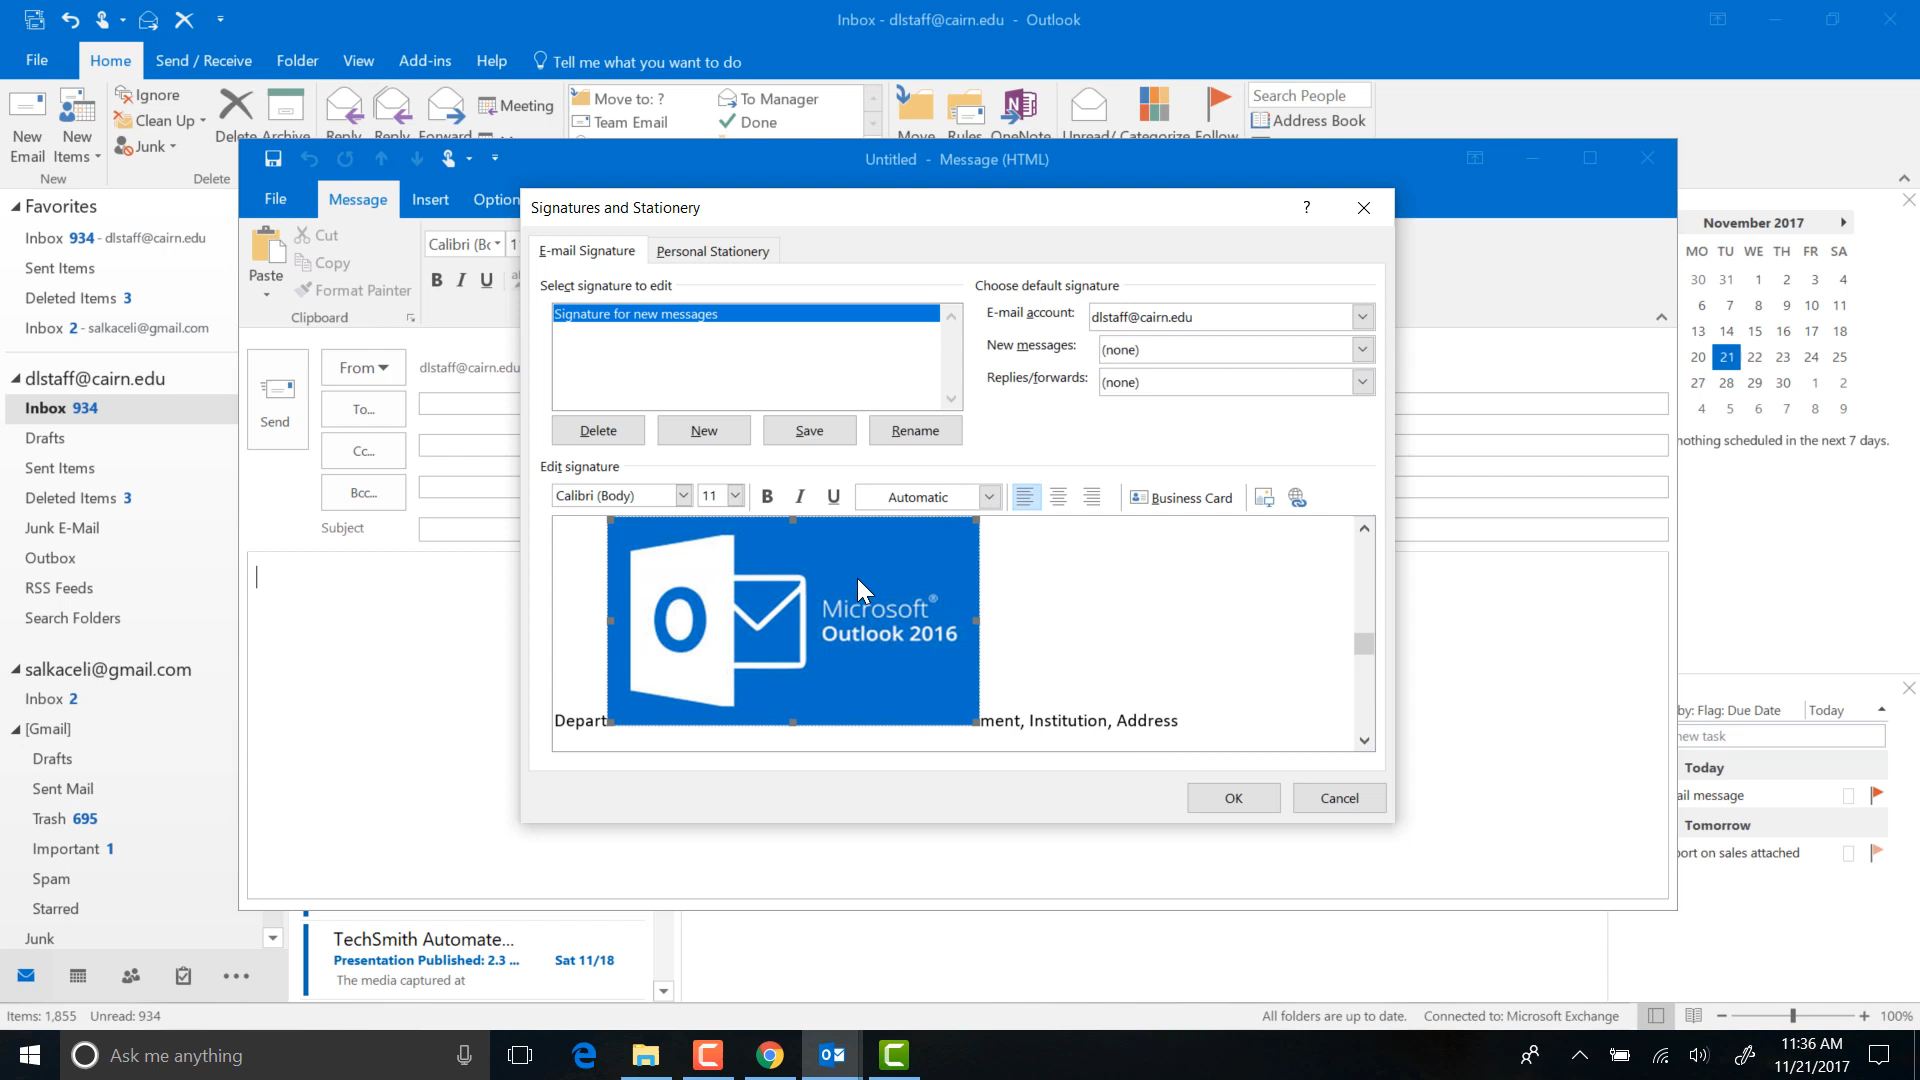 Inbox - dlstaff@cairn.edu - Outlook
File Home Send / Receive Folder View Add-ins Help Tell me what you want to do
New Email
New Items
New
Ignore
Clean Up
Junk
Delete Archive
Delete
Reply Reply Forward
Meeting
Move to: ?
Team Email
To Manager
Done
Move Rules OneNote
Unread/ Categorize Follow
Search People
Address Book
Favorites
Inbox 934 - dlstaff@cairn.edu
Sent Items
Deleted Items 3
Inbox 2 - salkaceli@gmail.com
dlstaff@cairn.edu
Inbox 934
Drafts
Sent Items
Deleted Items 3
Junk E-Mail
Outbox
RSS Feeds
Search Folders
salkaceli@gmail.com
Inbox 2
[Gmail]
Drafts
Sent Mail
Trash 695
Important 1
Spam
Starred
Junk
Untitled - Message (HTML)
File Message Insert Option
Paste
Cut
Copy
Format Painter
Clipboard
Calibri (Bc
B I U
Send
From
dlstaff@cairn.edu
To...
Cc...
Bcc...
Subject
Signatures and Stationery
?
E-mail Signature Personal Stationery
Select signature to edit
Signature for new messages
Delete New Save Rename
Choose default signature
E-mail account: dlstaff@cairn.edu
New messages: (none)
Replies/forwards: (none)
Edit signature
Calibri (Body) 11 B I U Automatic Business Card
O
Microsoft®
Outlook 2016
Depart ment, Institution, Address
OK Cancel
November 2017
MO TU WE TH FR SA
30 31 1 2 3 4
6 7 8 9 10 11
13 14 15 16 17 18
20 21 22 23 24 25
27 28 29 30 1 2
4 5 6 7 8 9
nothing scheduled in the next 7 days.
by: Flag: Due Date Today
new task
Today
ail message
Tomorrow
port on sales attached
TechSmith Automate...
Presentation Published: 2.3 ... Sat 11/18
The media captured at
Items: 1,855 Unread: 934
All folders are up to date. Connected to: Microsoft Exchange 100%
Ask me anything
11:36 AM
11/21/2017